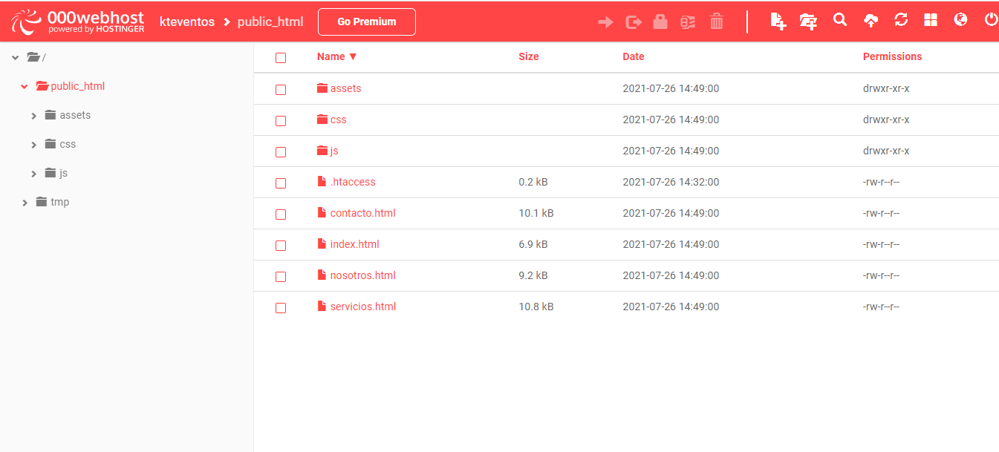 000webhost
powered by HOSTINGER
kteventos > public_html
Go Premium
/
public_html
assets
css
js
tmp
Name ▼ Size Date Permissions
assets 2021-07-26 14:49:00 drwxr-xr-x
css 2021-07-26 14:49:00 drwxr-xr-x
js 2021-07-26 14:49:00 drwxr-xr-x
.htaccess 0.2 kB 2021-07-26 14:32:00 -rw-r--r--
contacto.html 10.1 kB 2021-07-26 14:49:00 -rw-r--r--
index.html 6.9 kB 2021-07-26 14:49:00 -rw-r--r--
nosotros.html 9.2 kB 2021-07-26 14:49:00 -rw-r--r--
servicios.html 10.8 kB 2021-07-26 14:49:00 -rw-r--r--